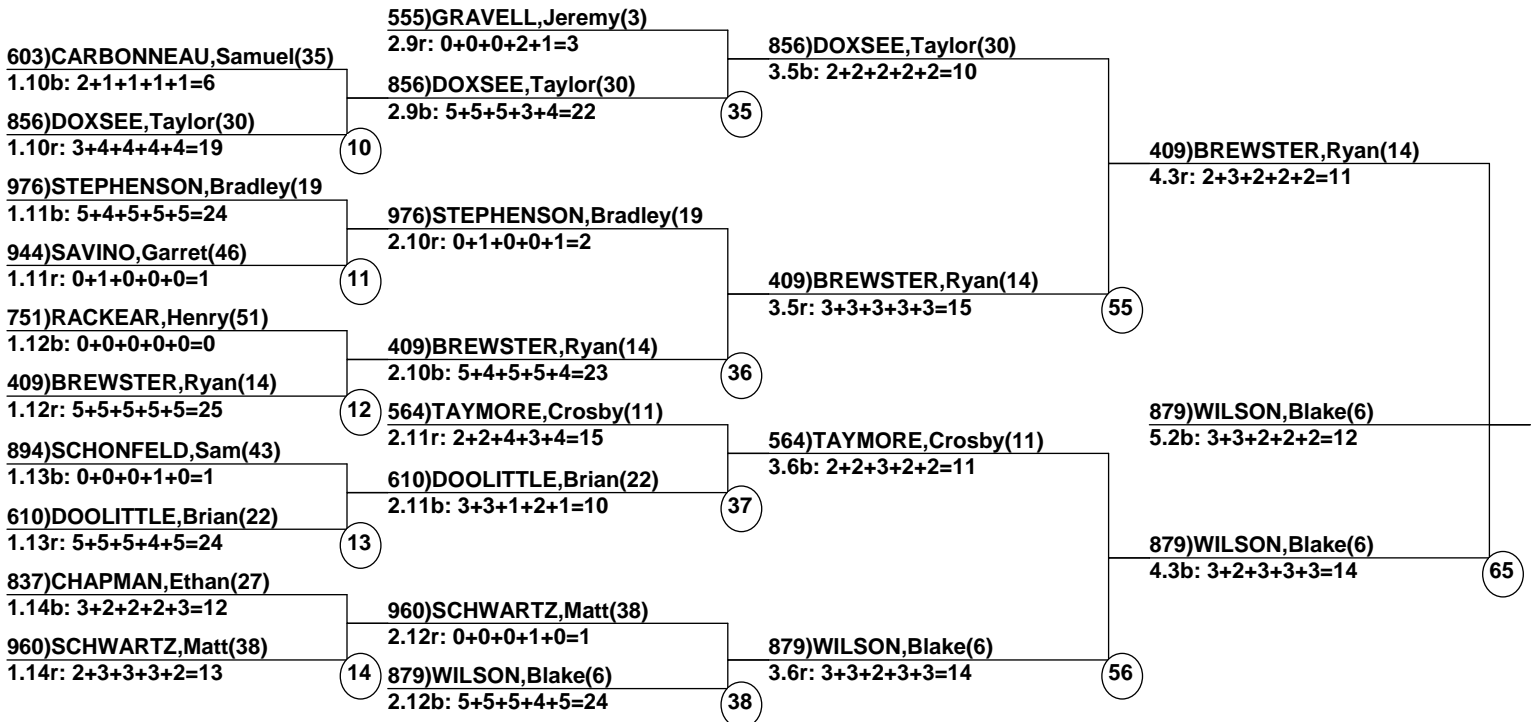 603)CARBONNEAU,Samuel(35)
1.10b: 2+1+1+1+1=6
856)DOXSEE,Taylor(30)
1.10r: 3+4+4+4+4=19
10
976)STEPHENSON,Bradley(19
1.11b: 5+4+5+5+5=24
944)SAVINO,Garret(46)
1.11r: 0+1+0+0+0=1
11
751)RACKEAR,Henry(51)
1.12b: 0+0+0+0+0=0
409)BREWSTER,Ryan(14)
1.12r: 5+5+5+5+5=25
12
894)SCHONFELD,Sam(43)
1.13b: 0+0+0+1+0=1
610)DOOLITTLE,Brian(22)
1.13r: 5+5+5+4+5=24
13
837)CHAPMAN,Ethan(27)
1.14b: 3+2+2+2+3=12
960)SCHWARTZ,Matt(38)
1.14r: 2+3+3+3+2=13
14
555)GRAVELL,Jeremy(3)
2.9r: 0+0+0+2+1=3
856)DOXSEE,Taylor(30)
2.9b: 5+5+5+3+4=22
35
976)STEPHENSON,Bradley(19
2.10r: 0+1+0+0+1=2
409)BREWSTER,Ryan(14)
2.10b: 5+4+5+5+4=23
36
564)TAYMORE,Crosby(11)
2.11r: 2+2+4+3+4=15
610)DOOLITTLE,Brian(22)
2.11b: 3+3+1+2+1=10
37
960)SCHWARTZ,Matt(38)
2.12r: 0+0+0+1+0=1
879)WILSON,Blake(6)
2.12b: 5+5+5+4+5=24
38
856)DOXSEE,Taylor(30)
3.5b: 2+2+2+2+2=10
409)BREWSTER,Ryan(14)
3.5r: 3+3+3+3+3=15
55
564)TAYMORE,Crosby(11)
3.6b: 2+2+3+2+2=11
879)WILSON,Blake(6)
3.6r: 3+3+2+3+3=14
56
409)BREWSTER,Ryan(14)
4.3r: 2+3+2+2+2=11
879)WILSON,Blake(6)
5.2b: 3+3+2+2+2=12
879)WILSON,Blake(6)
4.3b: 3+2+3+3+3=14
65